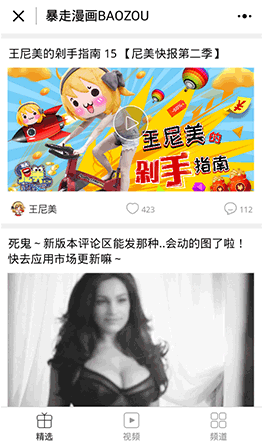 暴走漫画BAOZOU
王尼美的剁手指南 15 【尼美快报第二季】
王尼美的
剁手指南
王尼美
423
112
死鬼~新版本评论区能发那种..会动的图了啦！
快去应用市场更新嘛~
精选
视频
频道